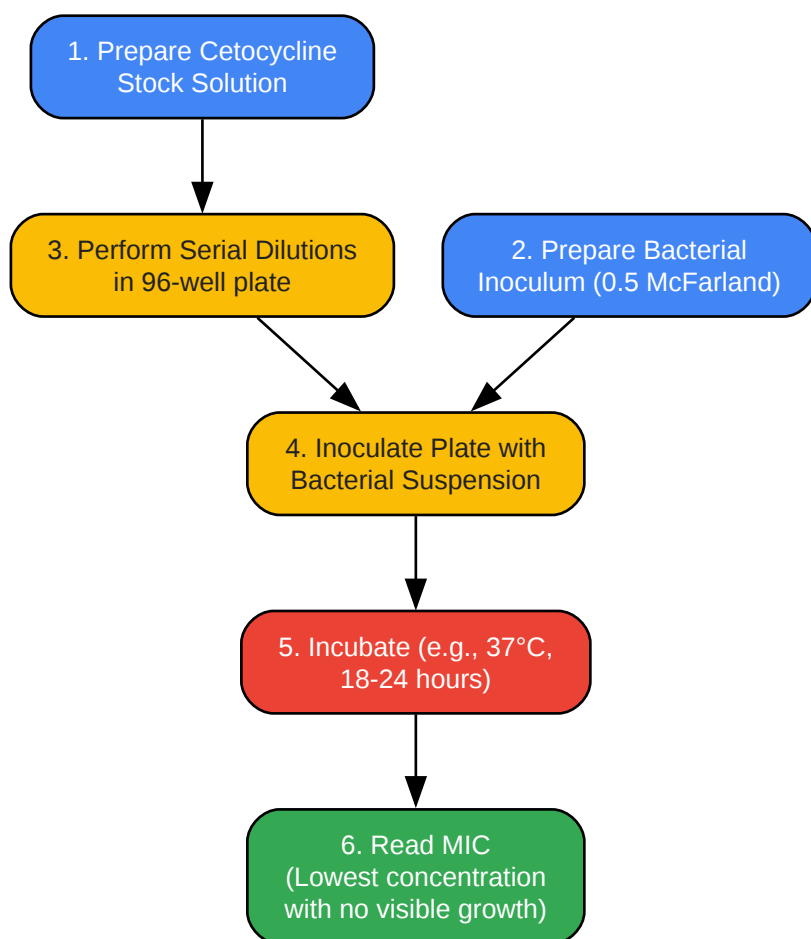 1. Prepare Cetocycline
Stock Solution
3. Perform Serial Dilutions
in 96-well plate
2. Prepare Bacterial
Inoculum (0.5 McFarland)
4. Inoculate Plate with
Bacterial Suspension
5. Incubate (e.g., 37°C,
18-24 hours)
6. Read MIC
(Lowest concentration
with no visible growth)